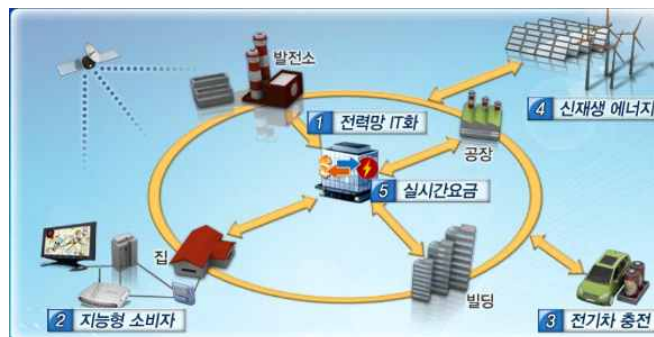 발전소
1 전력망 IT화
4 신재생 에너지
공장
5 실시간요금
집
빌딩
2 지능형 소비자
3 전기차 충전